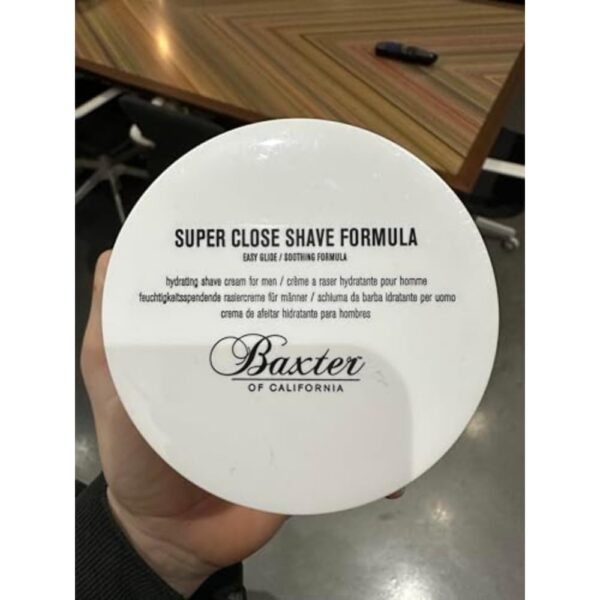 SUPER CLOSE SHAVE FORMULA
EASY GLIDE / SOOTHING FORMULA
hydrating shave cream for men / crème a raser hydratante pour homme
feuchtigkeitsspendende rasiercreme für männer / schiuma da barba idratante per uomo
crema de afeitar hidratante para hombres
Baxter
OF CALIFORNIA